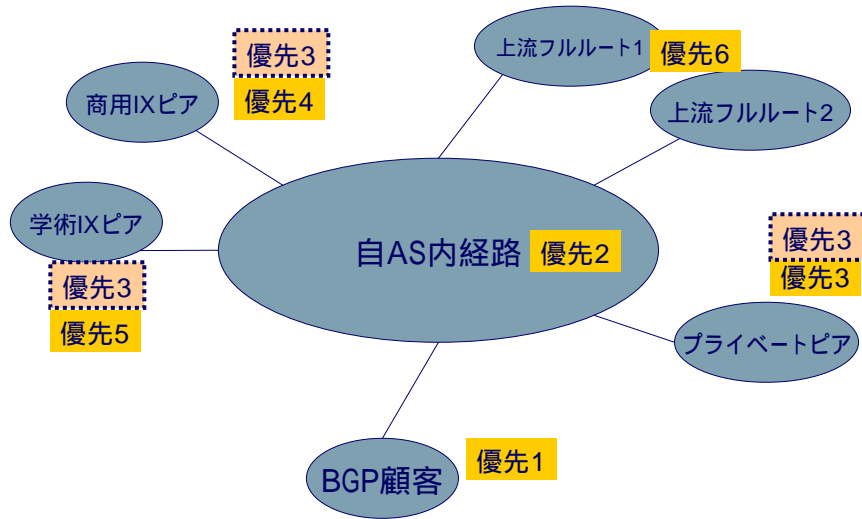 優先3
優先4
商用IXピア
上流フルルート1
優先6
上流フルルート2
学術IXピア
優先3
優先5
自AS内経路
優先2
優先3
優先3
プライベートピア
BGP顧客
優先1